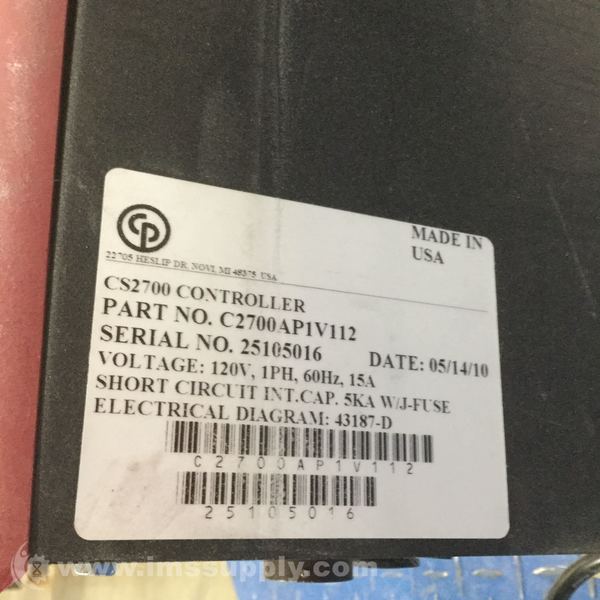 CP
MADE IN
USA
22705 HESLIP DR, NOVI, MI 48375 USA
CS2700 CONTROLLER
PART NO. C2700AP1V112
SERIAL NO. 25105016 DATE: 05/14/10
VOLTAGE: 120V, 1PH, 60Hz, 15A
SHORT CIRCUIT INT.CAP. 5KA W/J-FUSE
ELECTRICAL DIAGRAM: 43187-D
C2700AP1V112
25105016
www.imssupply.com